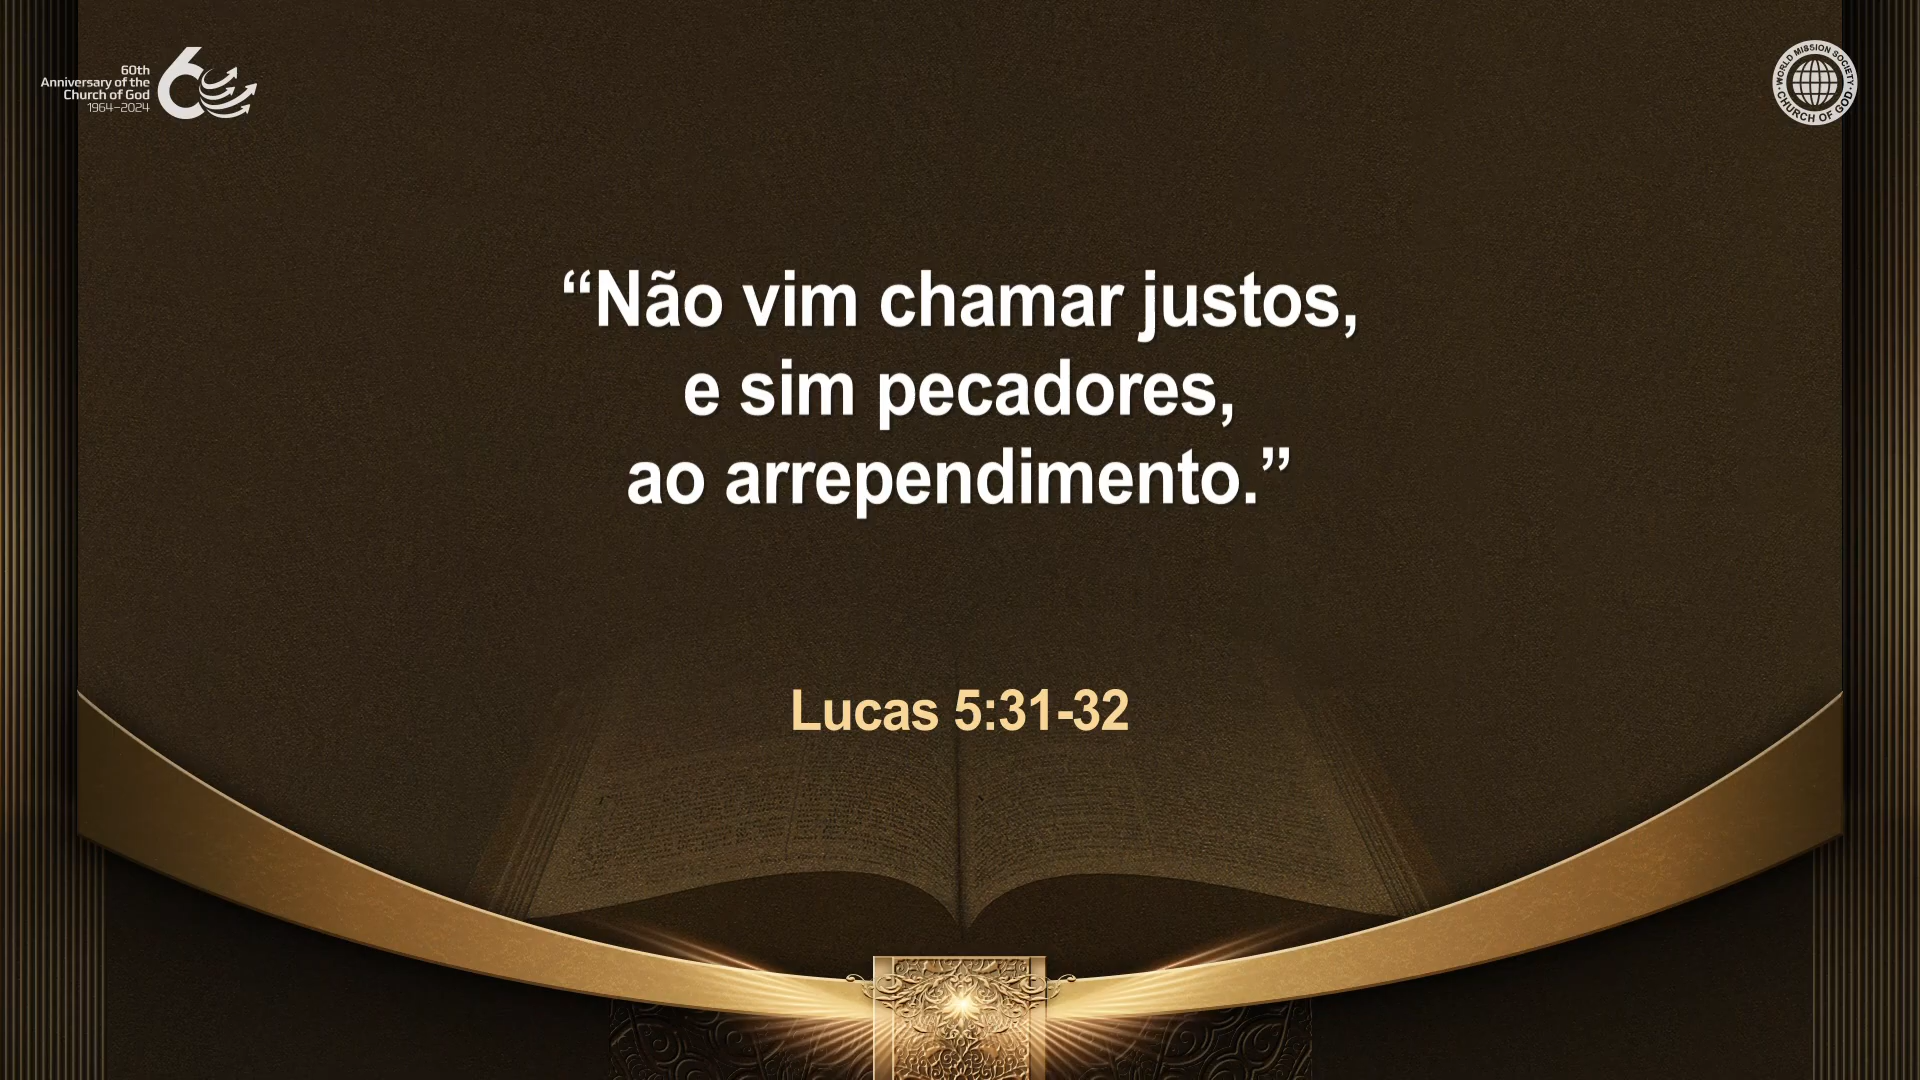 60th
Anniversary of the
Church of God
1964–2024
60
WORLD MISSION SOCIETY
CHURCH OF GOD
“Não vim chamar justos,
e sim pecadores,
ao arrependimento.”
Lucas 5:31-32